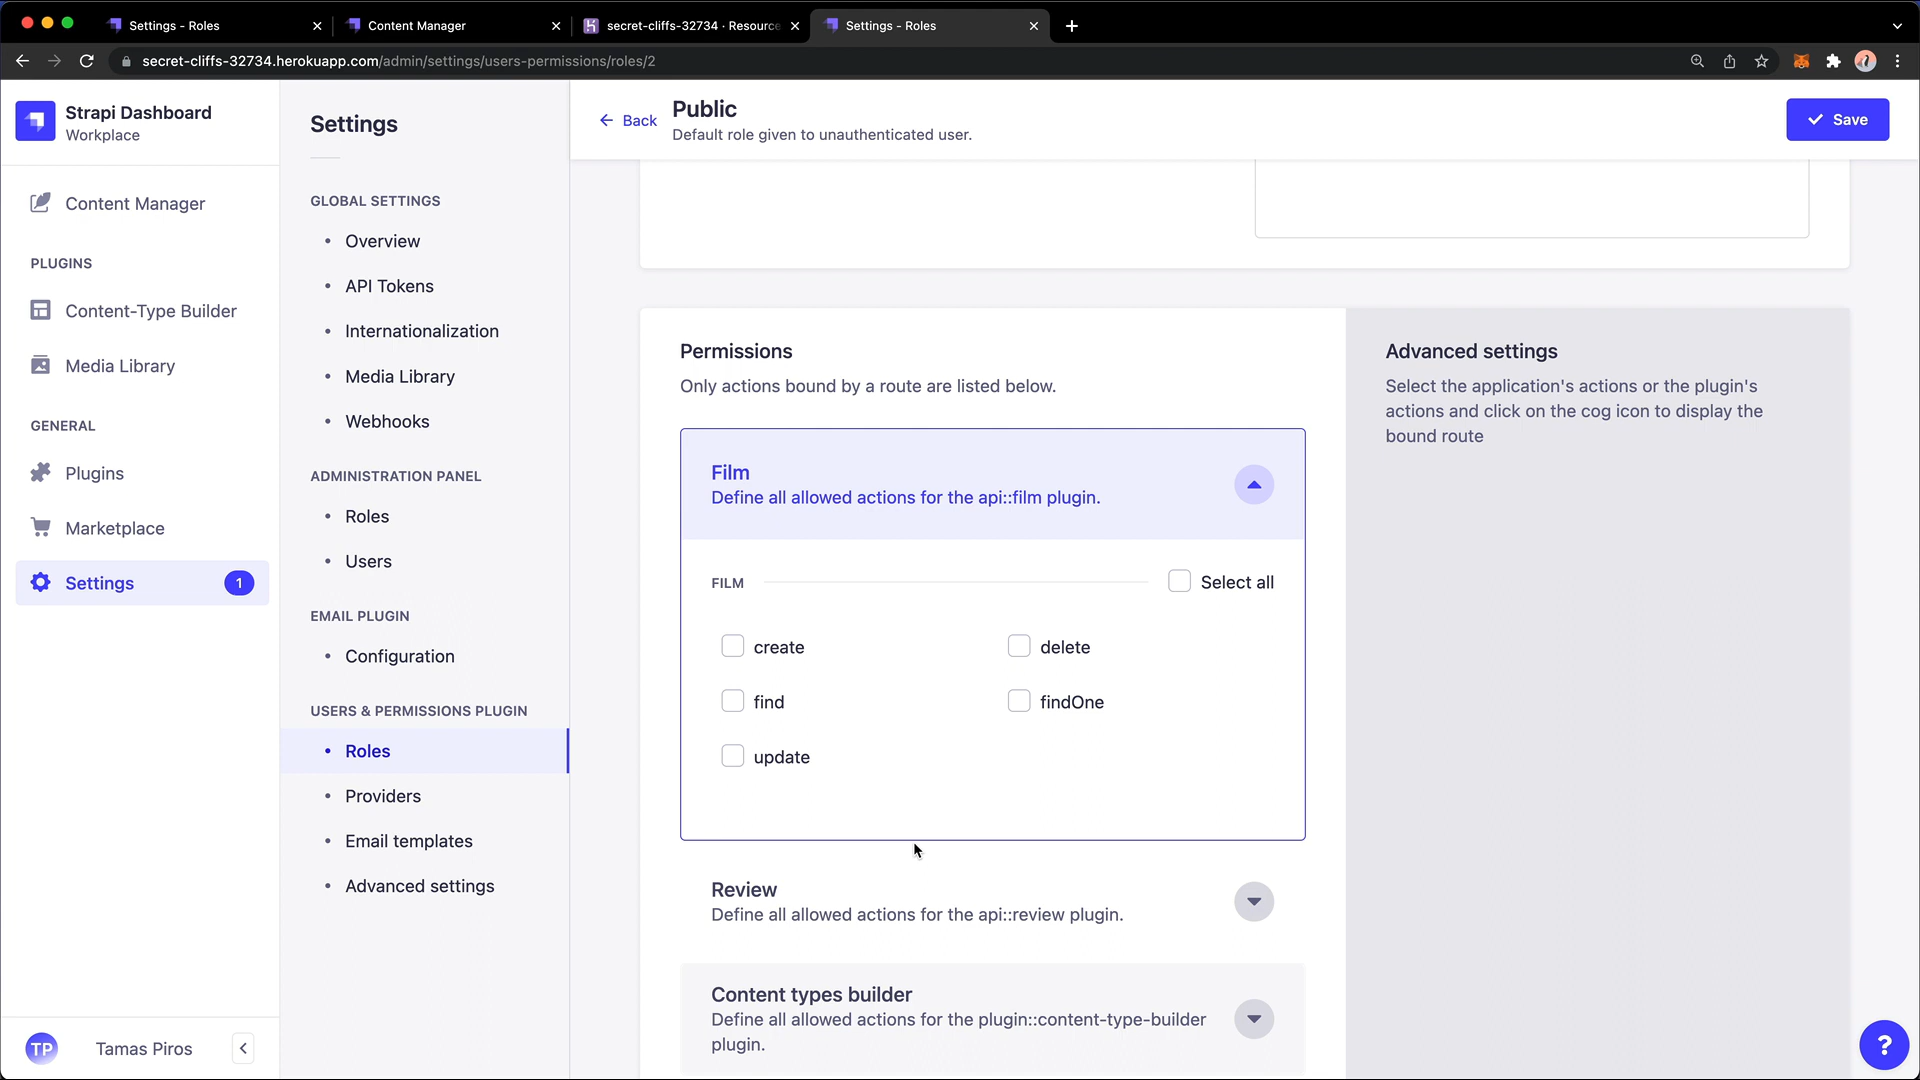 Settings - Roles
Content Manager
secret-cliffs-32734 · Resource
Settings - Roles
secret-cliffs-32734.herokuapp.com/admin/settings/users-permissions/roles/2
Strapi Dashboard
Workplace
Content Manager
PLUGINS
Content-Type Builder
Media Library
GENERAL
Plugins
Marketplace
Settings
1
TP
Tamas Piros
Settings
GLOBAL SETTINGS
Overview
API Tokens
Internationalization
Media Library
Webhooks
ADMINISTRATION PANEL
Roles
Users
EMAIL PLUGIN
Configuration
USERS & PERMISSIONS PLUGIN
Roles
Providers
Email templates
Advanced settings
Back
Public
Default role given to unauthenticated user.
Save
Permissions
Only actions bound by a route are listed below.
Film
Define all allowed actions for the api::film plugin.
FILM
Select all
create
delete
find
findOne
update
Review
Define all allowed actions for the api::review plugin.
Content types builder
Define all allowed actions for the plugin::content-type-builder
plugin.
Advanced settings
Select the application's actions or the plugin's
actions and click on the cog icon to display the
bound route
?